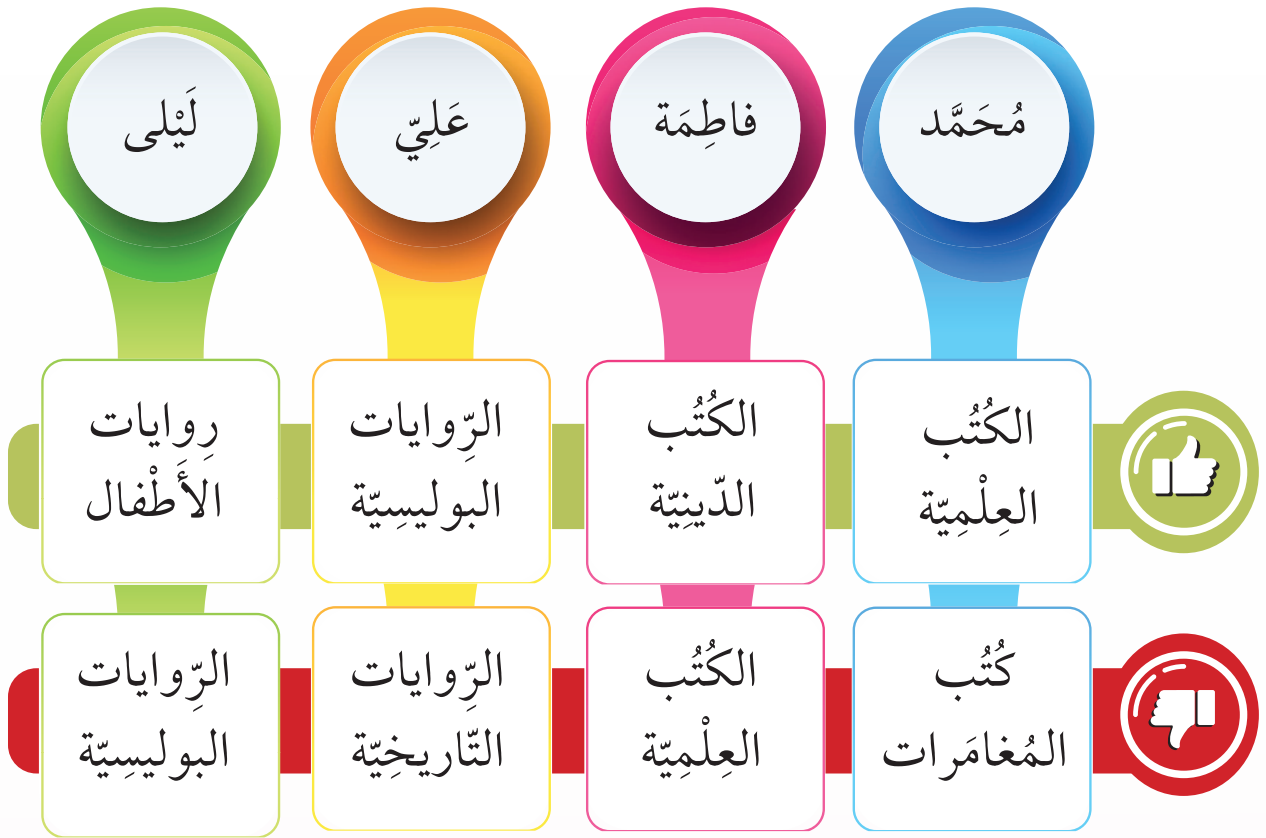 مُحَمَّد
فاطِمَة
عَلِيّ
لَيْلى
الكُتُب
العِلْمِيّة
الكُتُب
الدّينِيّة
الرِّوايات
البوليسِيّة
رِوايات
الأَطْفال
كُتُب
المُغامَرات
الكُتُب
العِلْمِيّة
الرِّوايات
التّاريخِيّة
الرِّوايات
البوليسِيّة